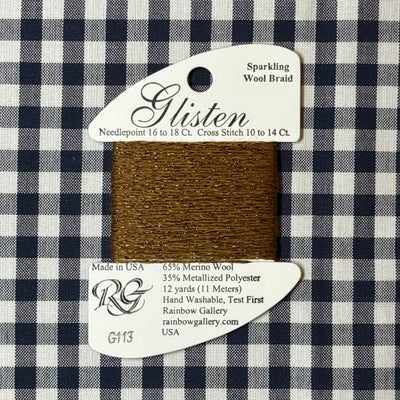 Sparkling
Wool Braid
Glisten
Needlepoint 16 to 18 Ct. Cross Stitch 10 to 14 Ct.
Made in USA
65% Merino Wool
35% Metallized Polyester
12 yards (11 Meters)
Hand Washable, Test First
Rainbow Gallery
rainbowgallery.com
USA
RG
G113